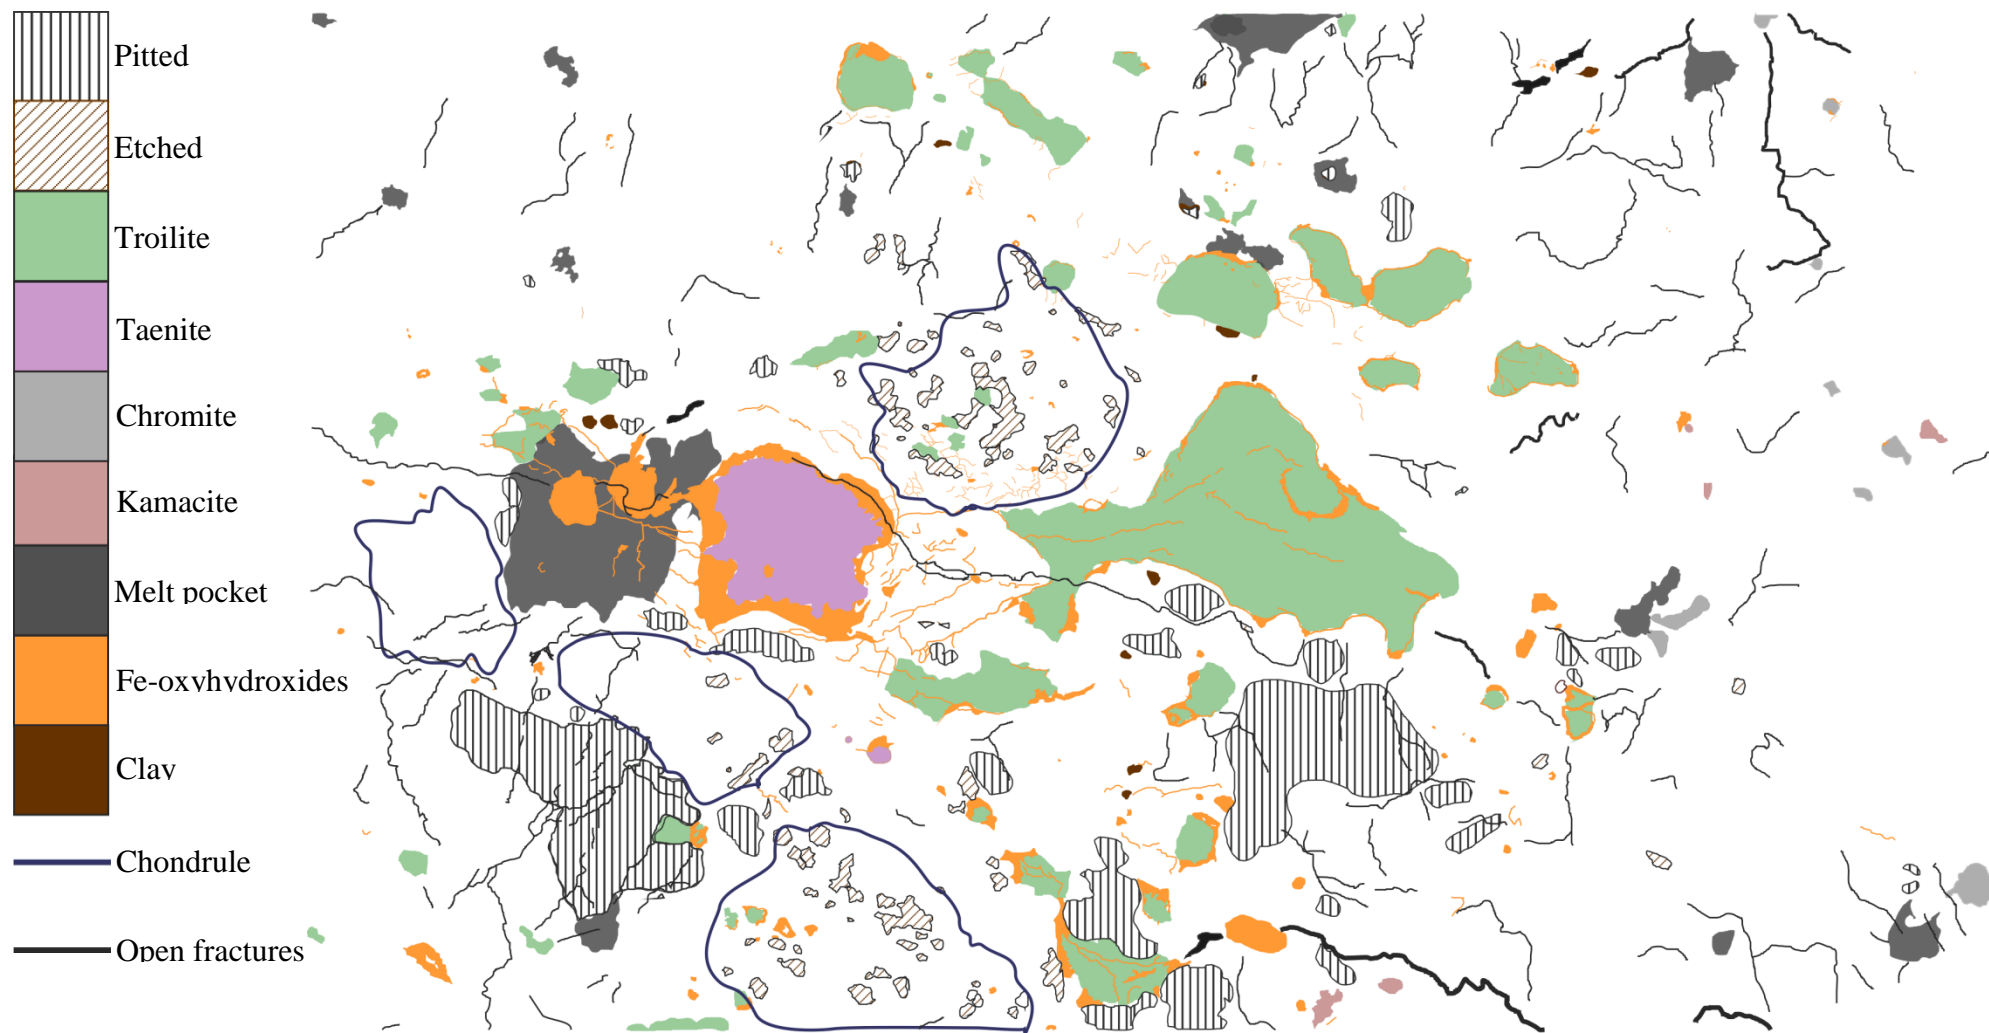 Pitted
Etched
Troilite
Taenite
Chromite
Kamacite
Melt pocket
Fe-oxyhydroxides
Clay
Chondrule
Open fractures